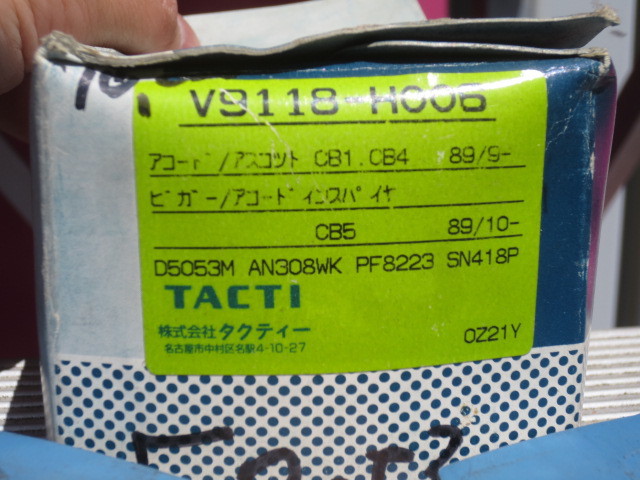 V9118-H005
アコード/アスコット CB1.CB4 89/9-
ビガー/アコードインスパイヤ
CB5 89/10-
D5053M AN308WK PF8223 SN418P
TACTI
株式会社タクティー
名古屋市中村区名駅4-10-27
OZ21Y